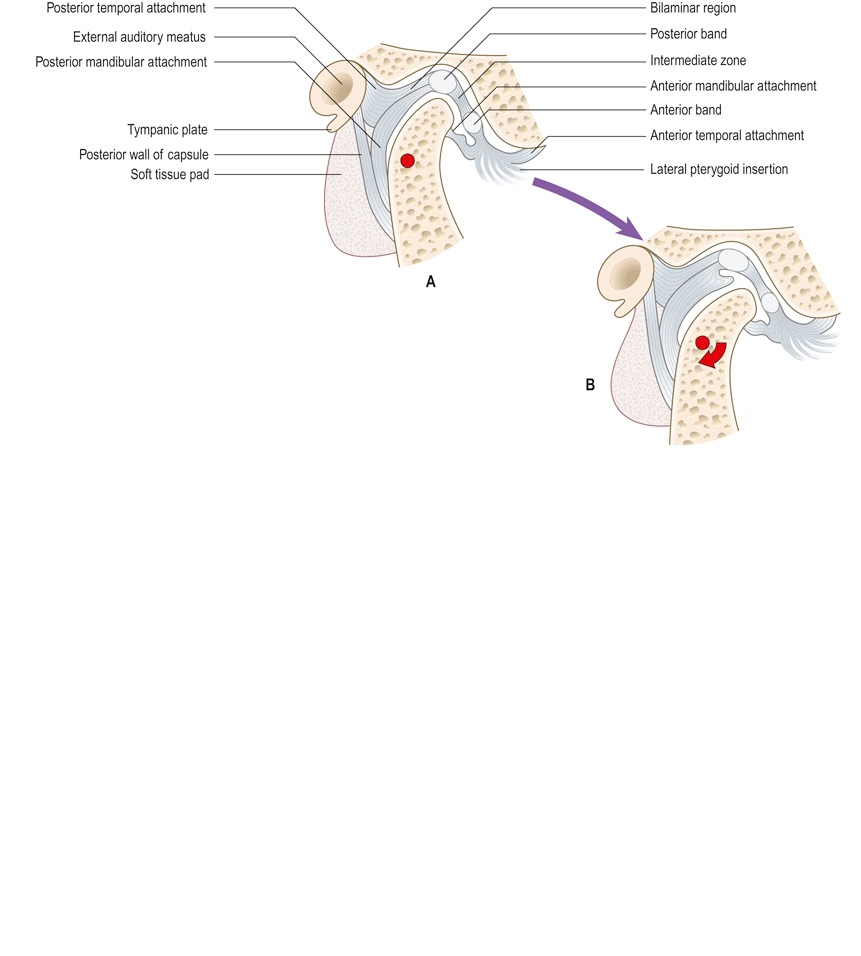 Posterior temporal attachment
External auditory meatus
Posterior mandibular attachment
Tympanic plate
Posterior wall of capsule
Soft tissue pad
Bilaminar region
Posterior band
Intermediate zone
Anterior mandibular attachment
Anterior band
Anterior temporal attachment
Lateral pterygoid insertion
A
B